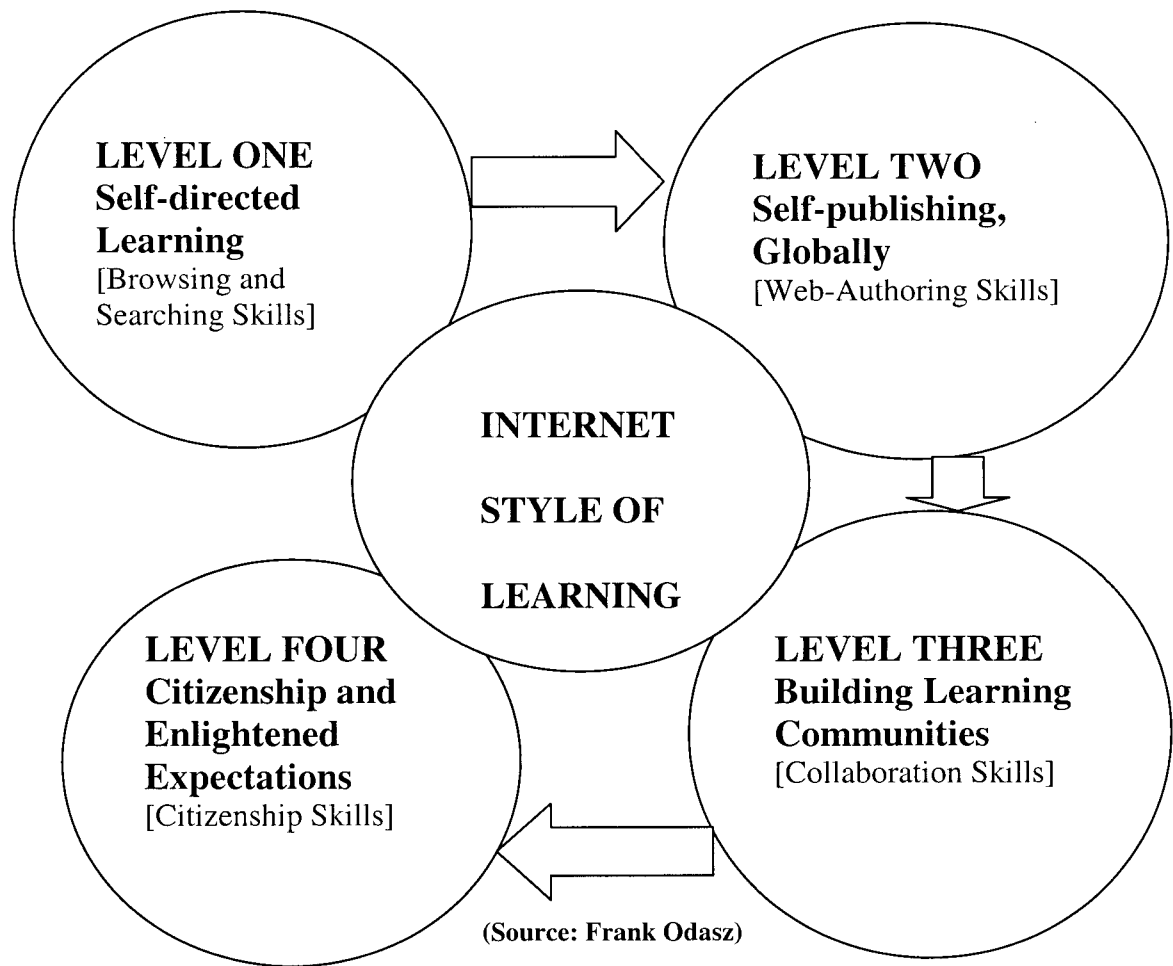 LEVEL ONE
Self-directed
Learning
[Browsing and
Searching Skills]
LEVEL TWO
Self-publishing,
Globally
[Web-Authoring Skills]
INTERNET
STYLE OF
LEARNING
LEVEL THREE
Building Learning
Communities
[Collaboration Skills]
LEVEL FOUR
Citizenship and
Enlightened
Expectations
[Citizenship Skills]
(Source: Frank Odasz)